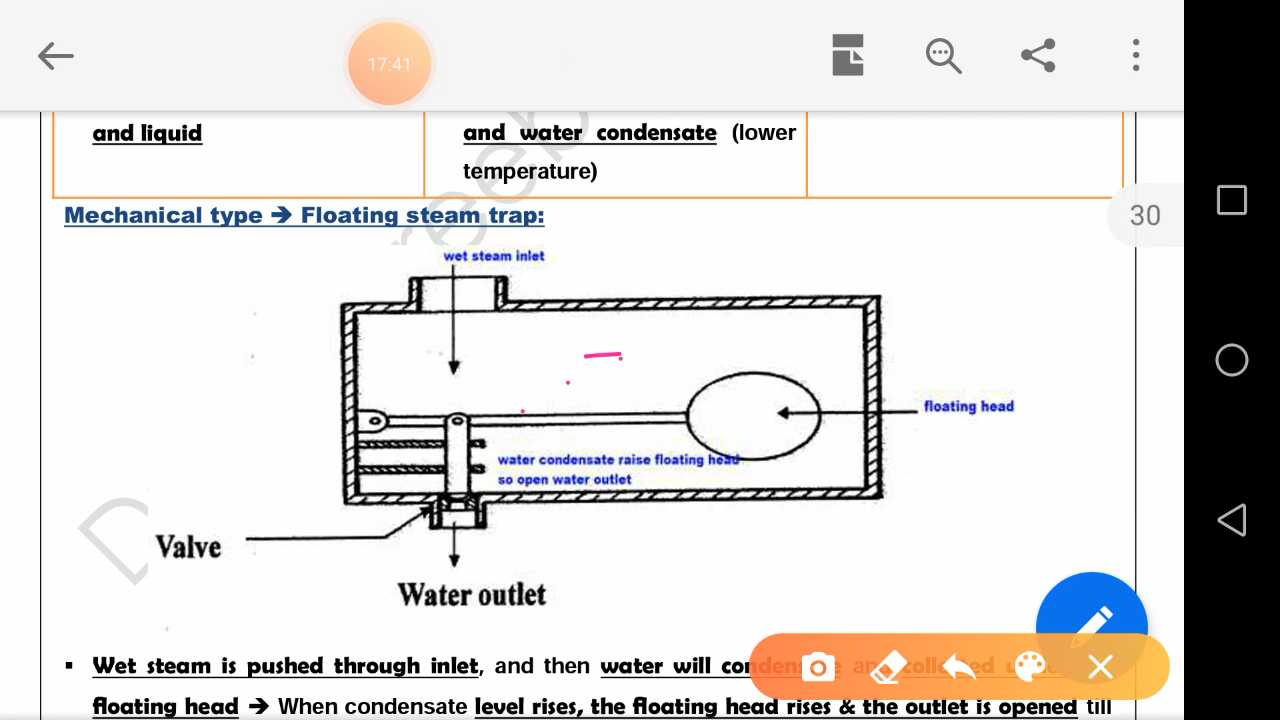 17:41
and liquid
and water condensate (lower
temperature)
Mechanical type ➔ Floating steam trap:
30
wet steam inlet
floating head
water condensate raise floating head
so open water outlet
Valve
Water outlet
▪ Wet steam is pushed through inlet, and then water will condense and collected
floating head ➔ When condensate level rises, the floating head rises & the outlet is opened till